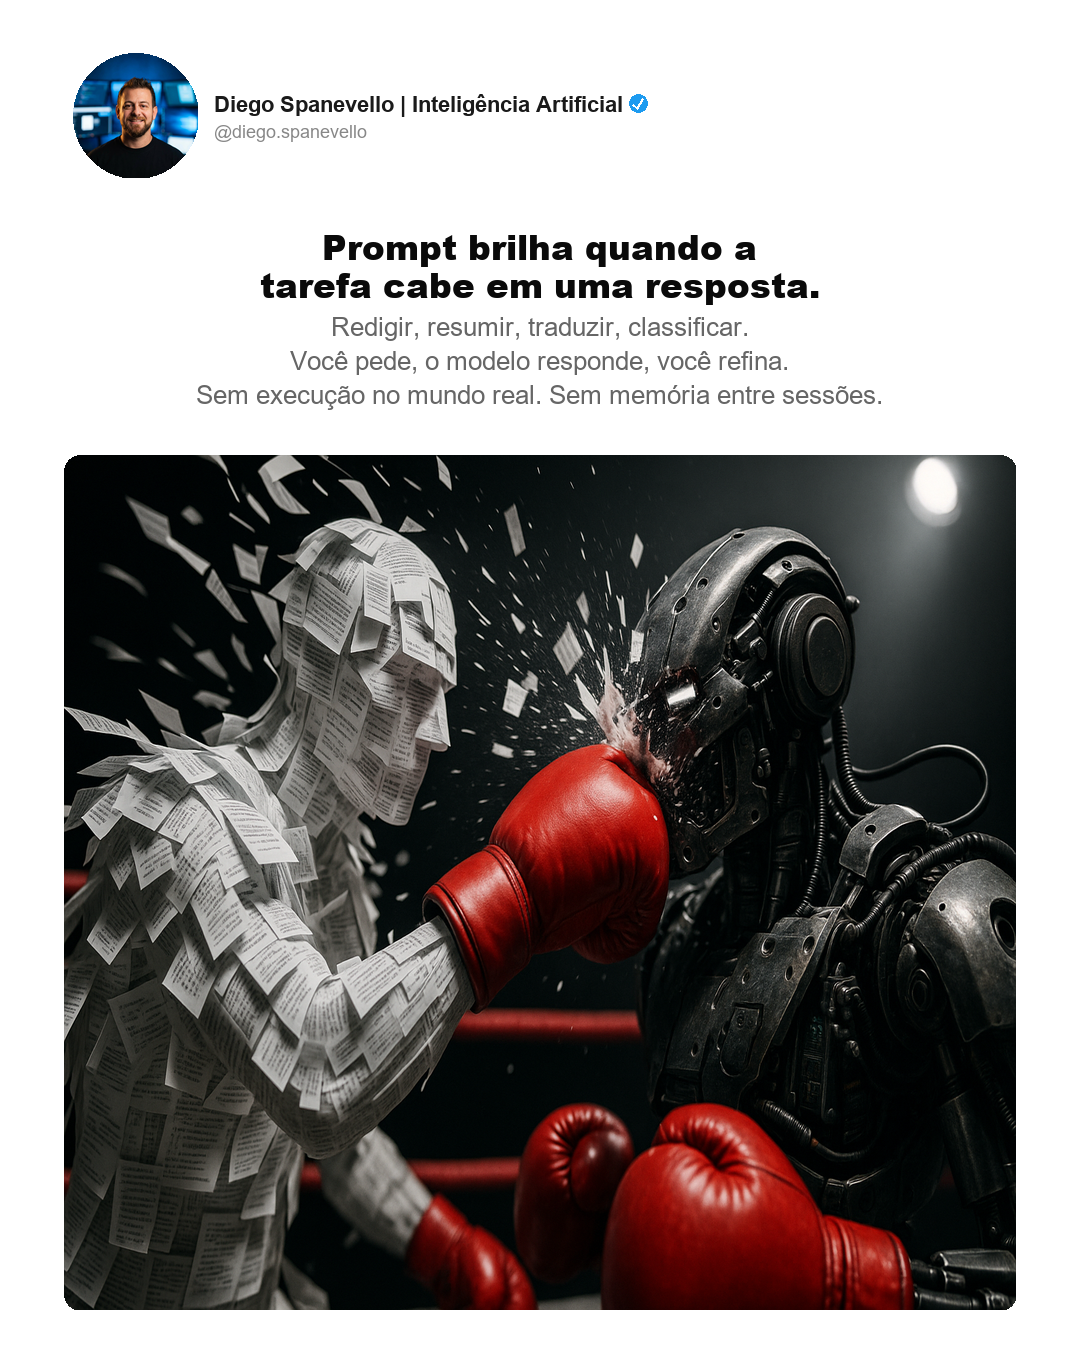 Diego Spanevello | Inteligência Artificial
@diego.spanevello
Prompt brilha quando a
tarefa cabe em uma resposta.
Redigir, resumir, traduzir, classificar.
Você pede, o modelo responde, você refina.
Sem execução no mundo real. Sem memória entre sessões.